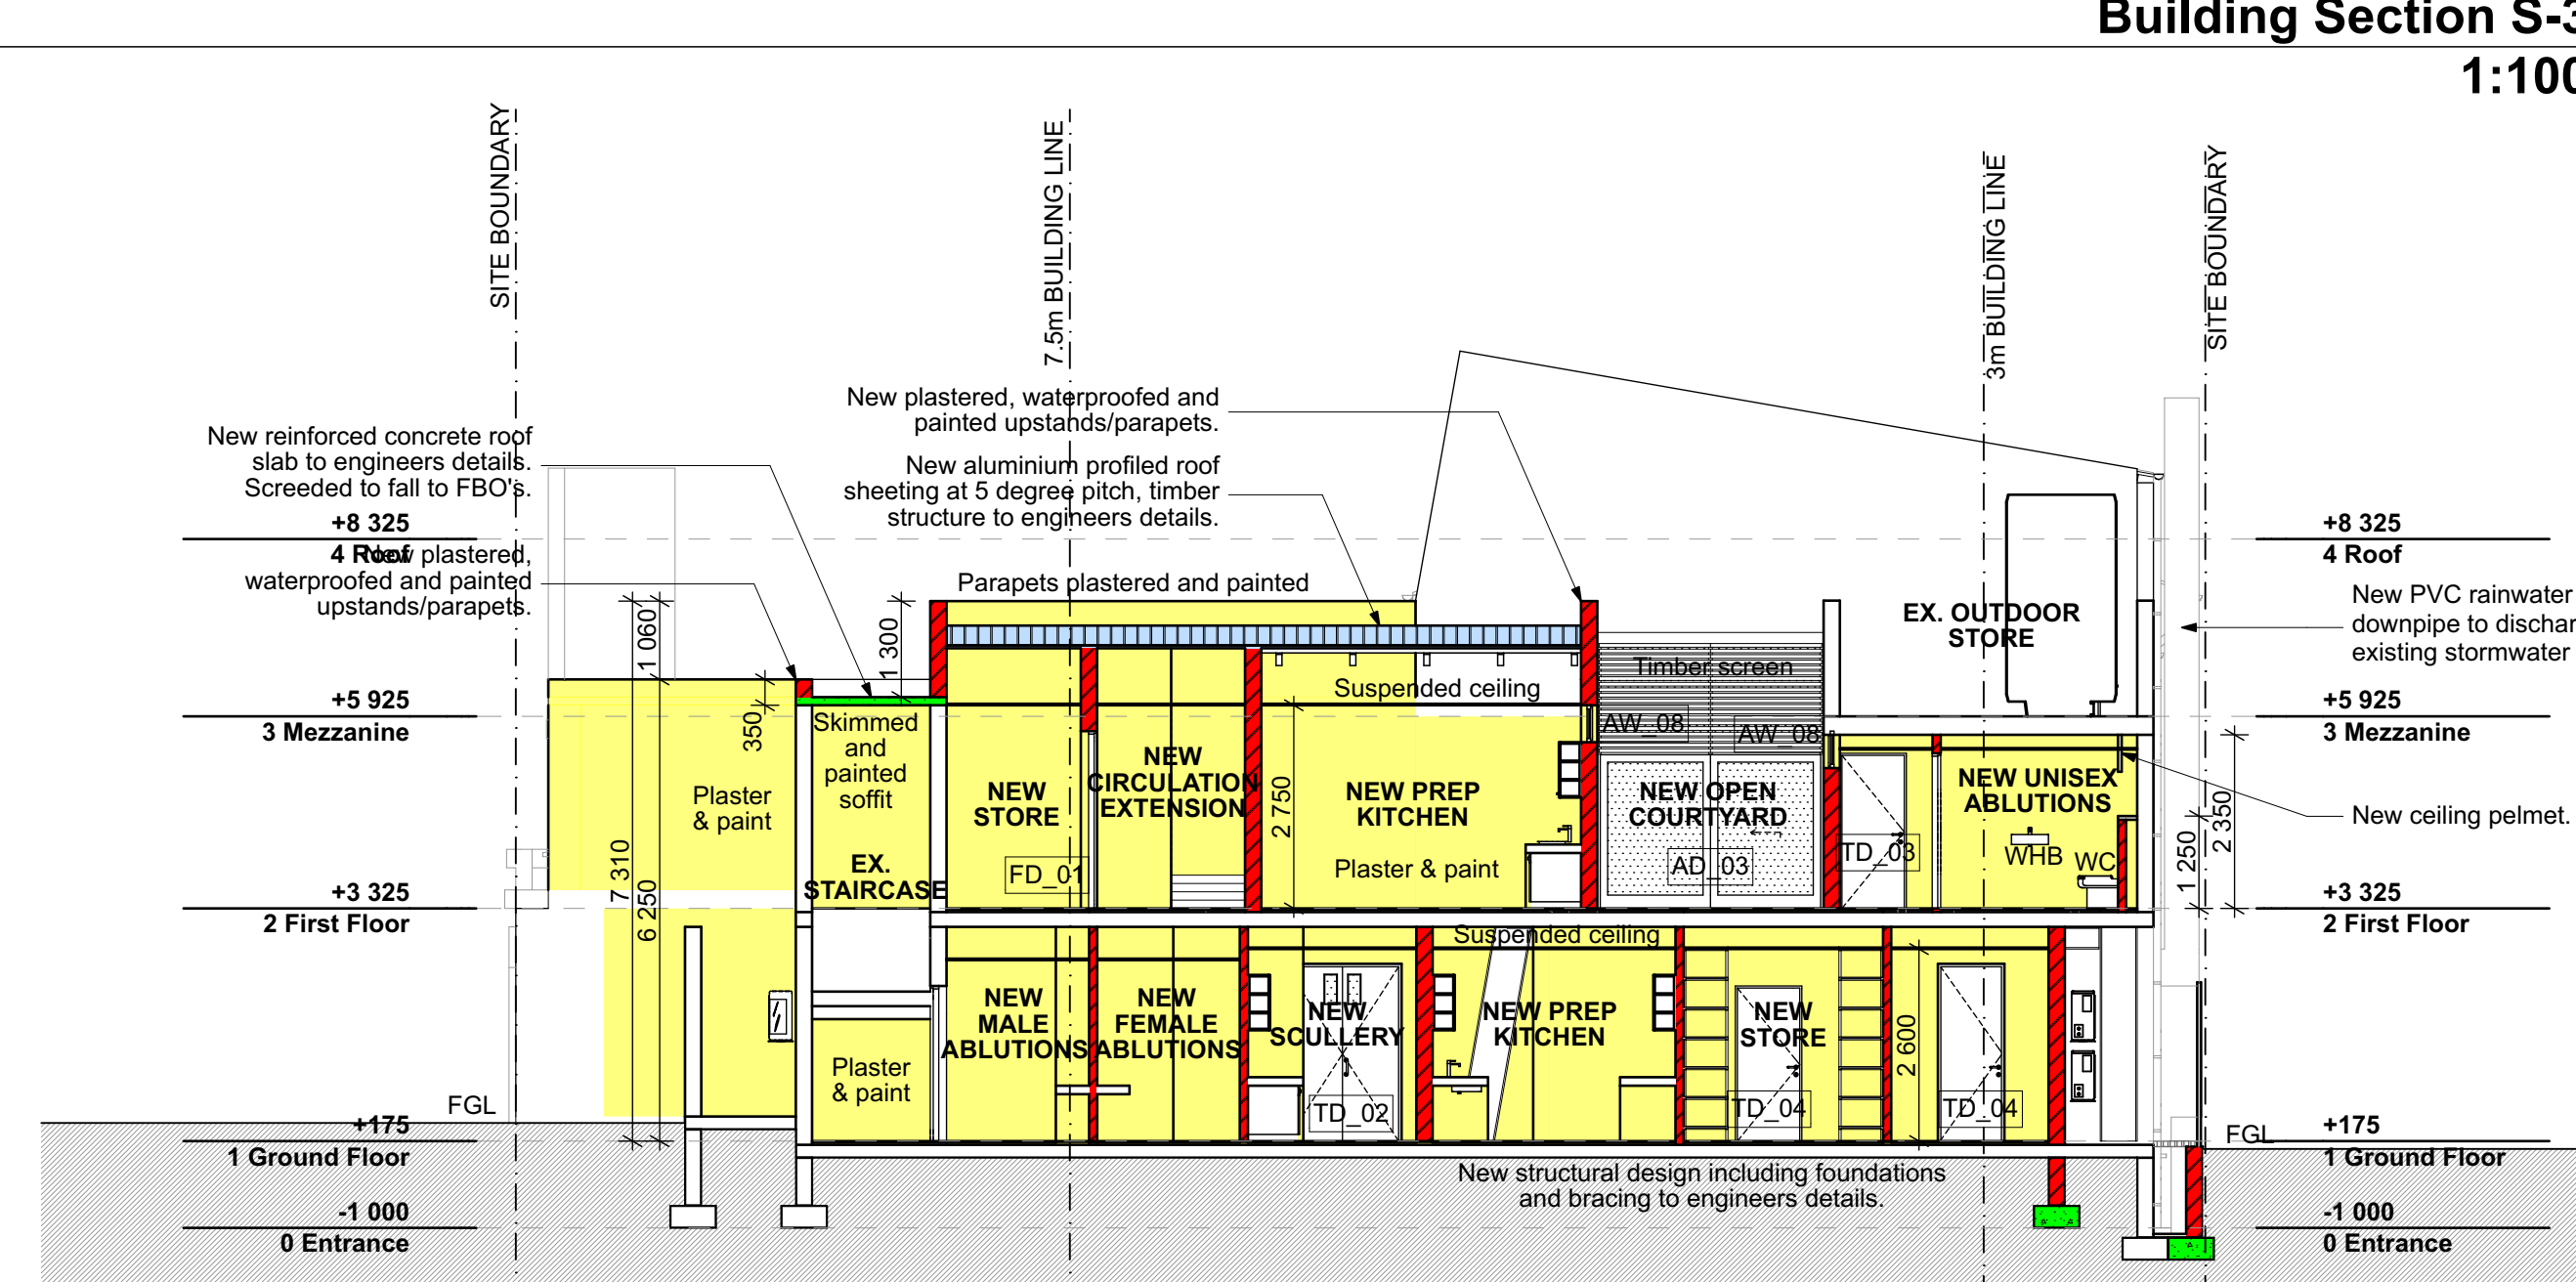 Building Section S-3
1:100
SITE BOUNDARY
7.5m BUILDING LINE
3m BUILDING LINE
SITE BOUNDARY
New plastered, waterproofed and
painted upstands/parapets.
New aluminium profiled roof
sheeting at 5 degree pitch, timber
structure to engineers details.
New reinforced concrete roof
slab to engineers details.
Screeded to fall to FBO's.
+8 325
4 Roof
New plastered,
waterproofed and painted
upstands/parapets.
Parapets plastered and painted
+8 325
4 Roof
New PVC rainwater
downpipe to dischar
existing stormwater
EX. OUTDOOR
STORE
1 060
1 300
350
7 310
6 250
+5 925
3 Mezzanine
Timber screen
Suspended ceiling
+5 925
3 Mezzanine
Skimmed
and
painted
soffit
Plaster
& paint
EX.
STAIRCASE
NEW
STORE
FD_01
NEW
CIRCULATION
EXTENSION
2 750
NEW PREP
KITCHEN
Plaster & paint
AW_08
AW_08
NEW OPEN
COURTYARD
AD_03
TD_03
NEW UNISEX
ABLUTIONS
WHB
WC
1 250
2 350
New ceiling pelmet.
+3 325
2 First Floor
+3 325
2 First Floor
Suspended ceiling
Plaster
& paint
NEW
MALE
ABLUTIONS
NEW
FEMALE
ABLUTIONS
NEW
SCULLERY
TD_02
NEW PREP
KITCHEN
NEW
STORE
TD_04
2 600
TD_04
FGL
+175
1 Ground Floor
FGL
+175
1 Ground Floor
New structural design including foundations
and bracing to engineers details.
-1 000
0 Entrance
-1 000
0 Entrance